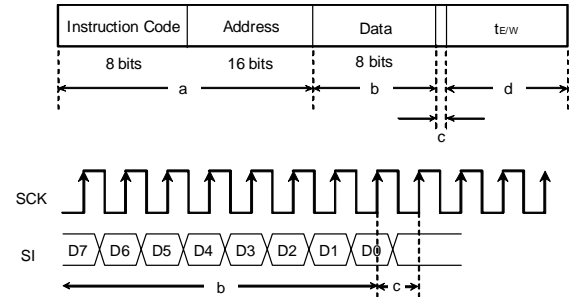 Instruction Code Address Data tE/W
8 bits 16 bits 8 bits
a b d
c
SCK
SI D7 D6 D5 D4 D3 D2 D1 D0
b c